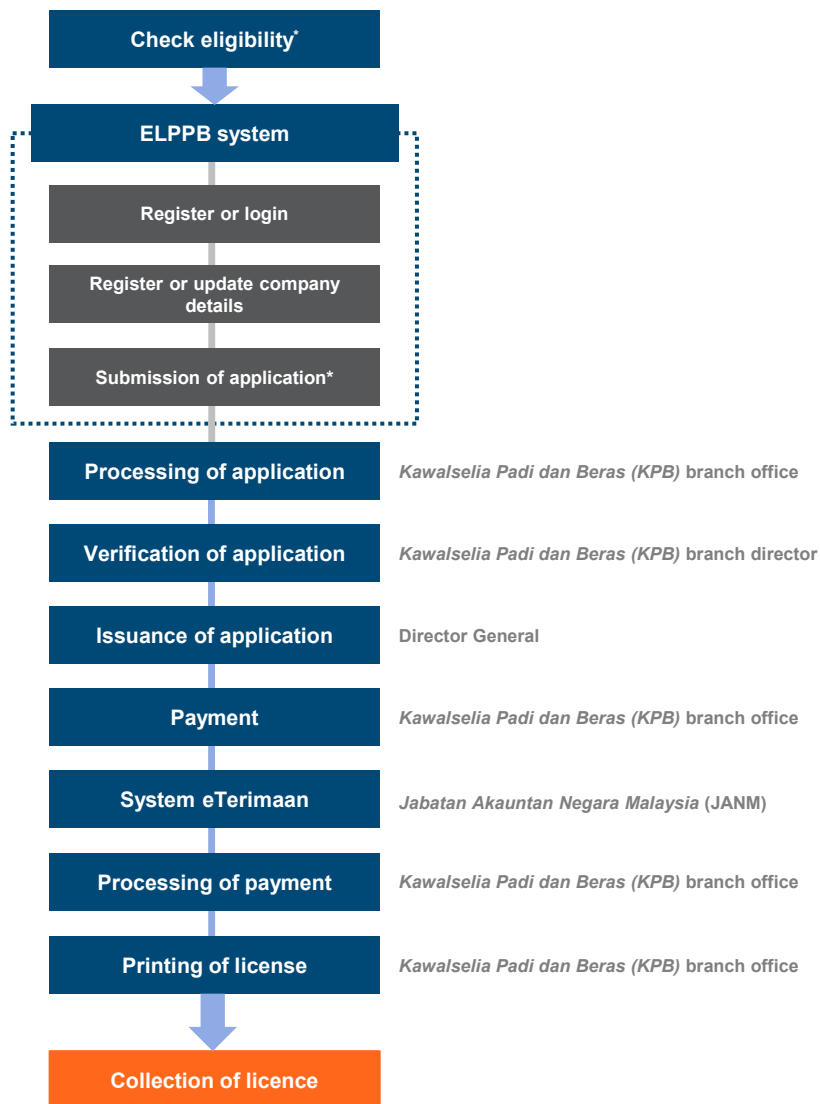 Check eligibility*
ELPPB system
Register or login
Register or update company
details
Submission of application*
Processing of application Kawalselia Padi dan Beras (KPB) branch office
Verification of application Kawalselia Padi dan Beras (KPB) branch director
Issuance of application Director General
Payment Kawalselia Padi dan Beras (KPB) branch office
System eTerimaan Jabatan Akauntan Negara Malaysia (JANM)
Processing of payment Kawalselia Padi dan Beras (KPB) branch office
Printing of license Kawalselia Padi dan Beras (KPB) branch office
Collection of licence